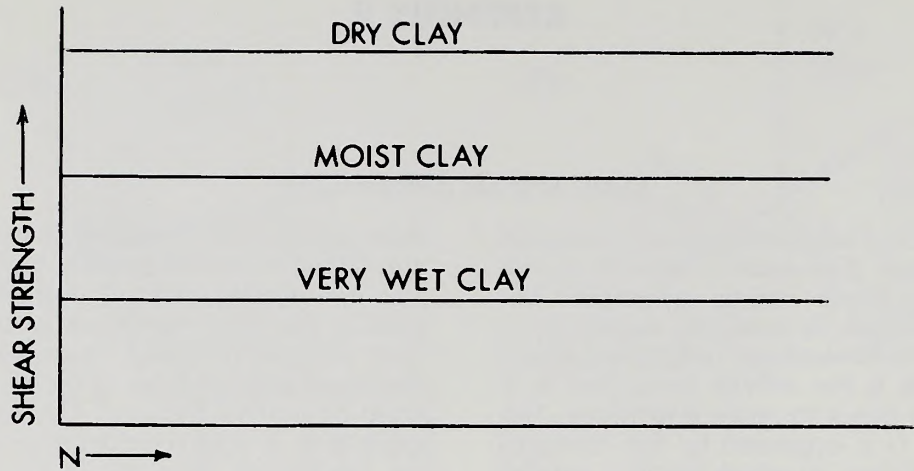 DRY CLAY
MOIST CLAY
VERY WET CLAY
SHEAR STRENGTH
N